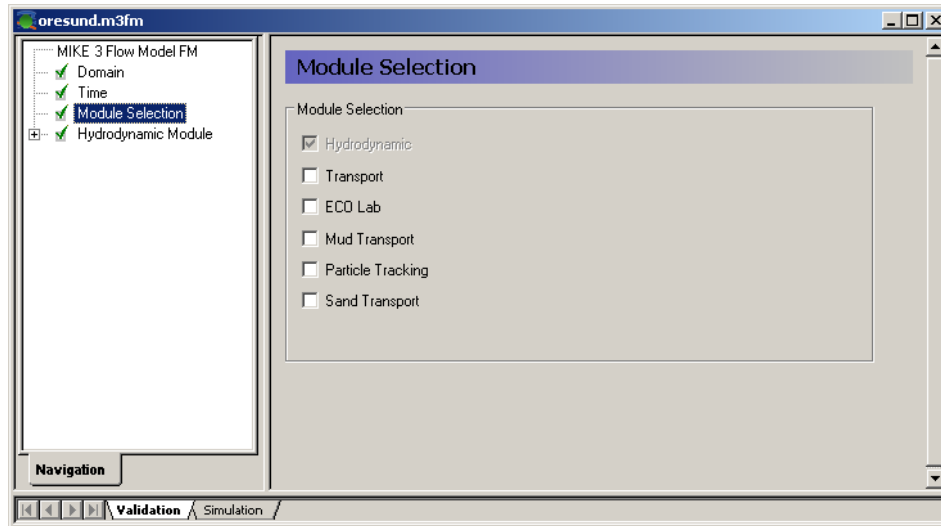 oresund.m3fm
MIKE 3 Flow Model FM
Domain
Time
Module Selection
Hydrodynamic Module
Navigation
Module Selection
Module Selection
Hydrodynamic
Transport
ECO Lab
Mud Transport
Particle Tracking
Sand Transport
Validation
Simulation